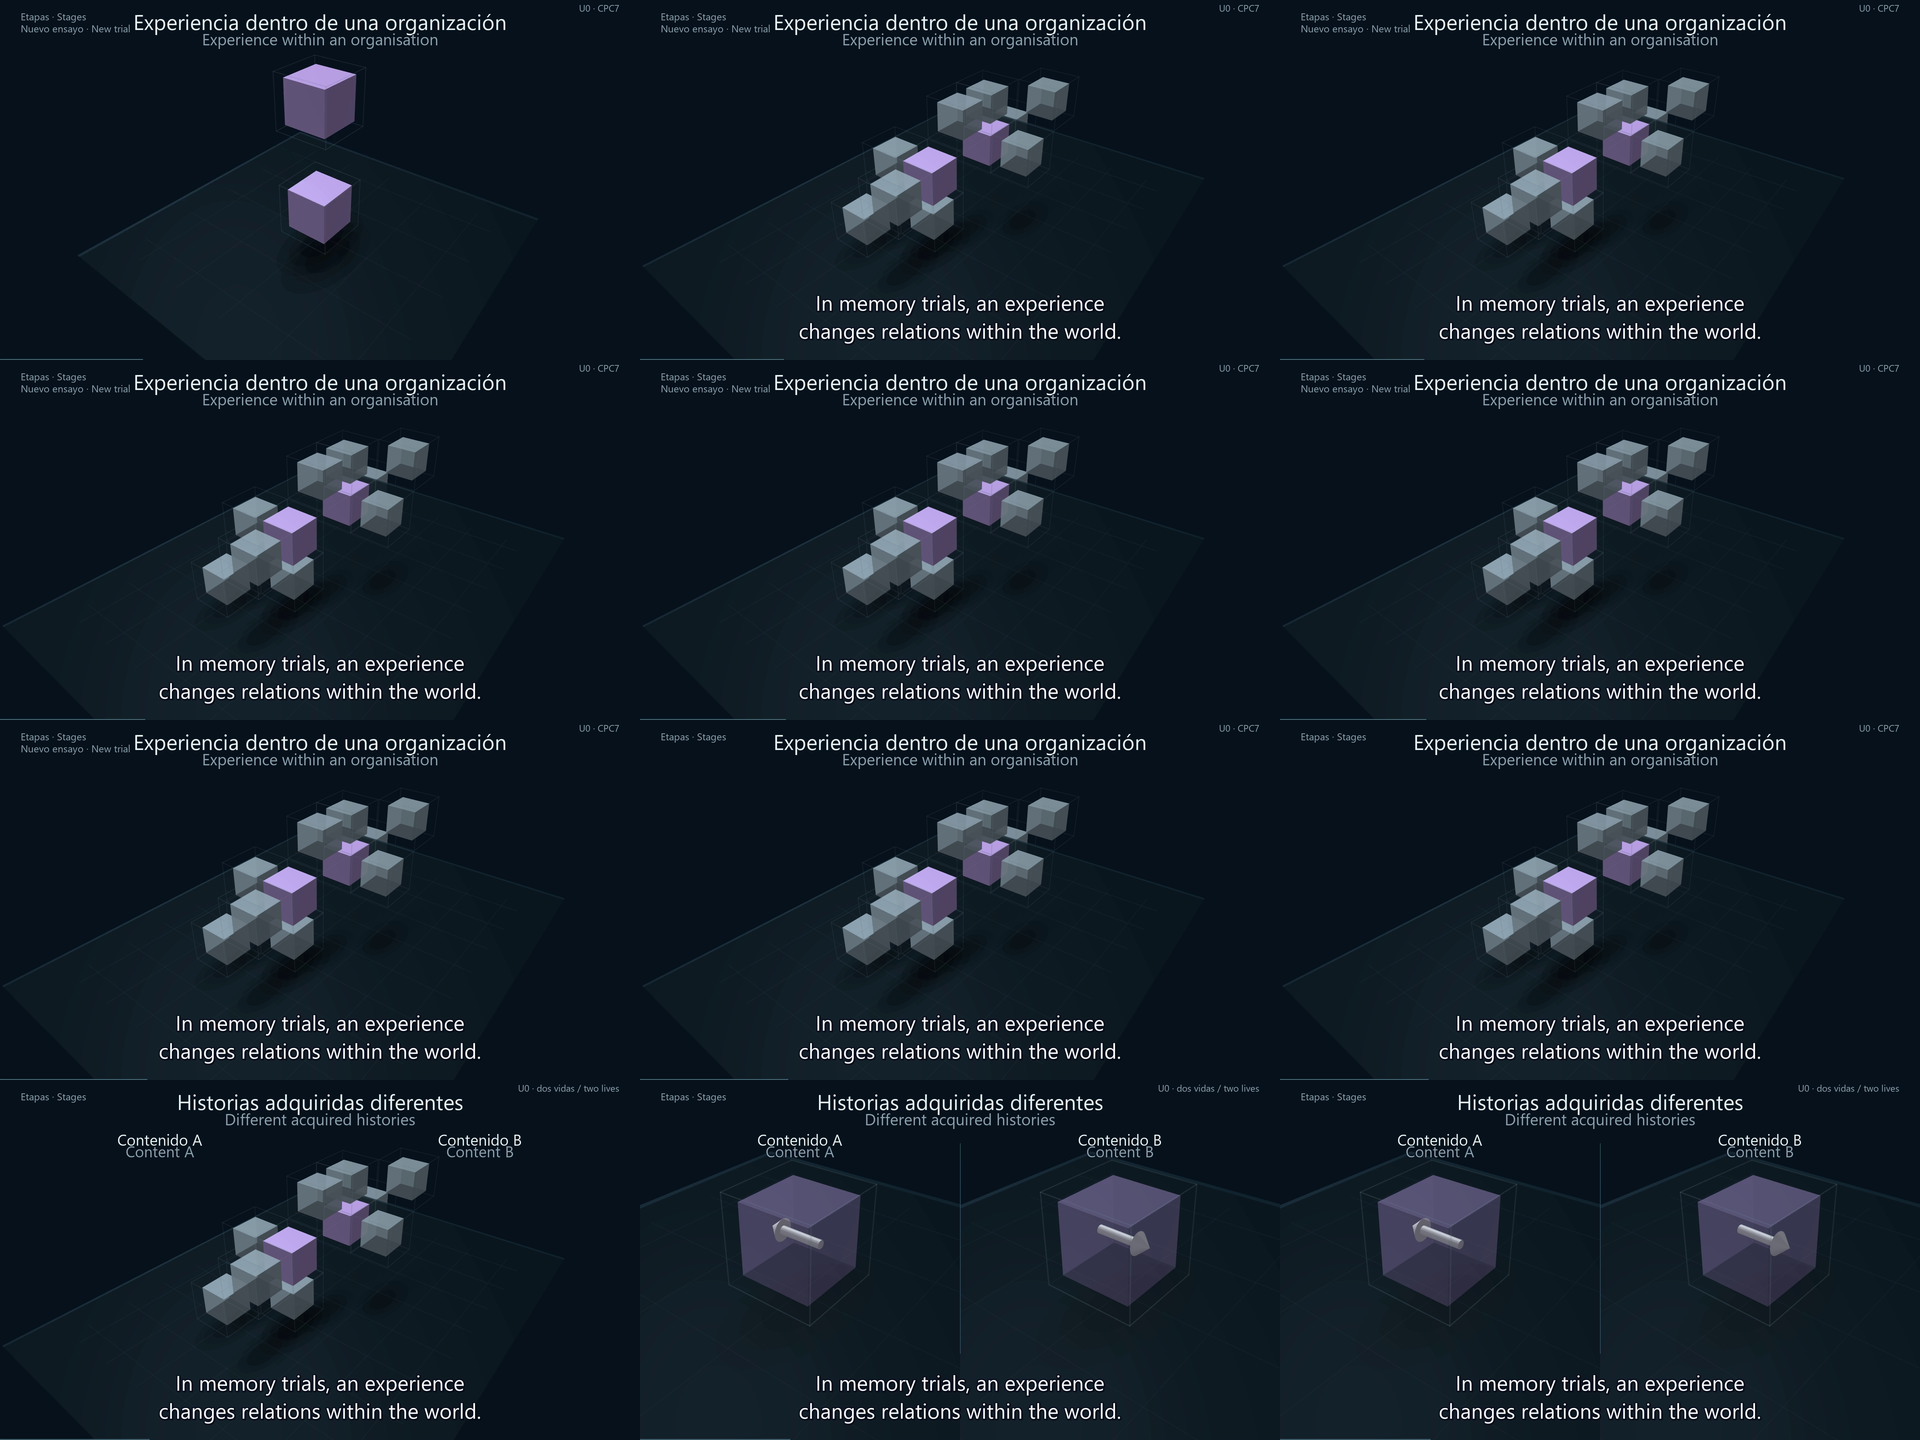 Etapas · Stages
Nuevo ensayo · New trial
Experiencia dentro de una organización
Experience within an organisation
U0 · CPC7
Etapas · Stages
Nuevo ensayo · New trial
Experiencia dentro de una organización
Experience within an organisation
U0 · CPC7
In memory trials, an experience
changes relations within the world.
Etapas · Stages
Nuevo ensayo · New trial
Experiencia dentro de una organización
Experience within an organisation
U0 · CPC7
In memory trials, an experience
changes relations within the world.
Etapas · Stages
Nuevo ensayo · New trial
Experiencia dentro de una organización
Experience within an organisation
U0 · CPC7
In memory trials, an experience
changes relations within the world.
Etapas · Stages
Nuevo ensayo · New trial
Experiencia dentro de una organización
Experience within an organisation
U0 · CPC7
In memory trials, an experience
changes relations within the world.
Etapas · Stages
Nuevo ensayo · New trial
Experiencia dentro de una organización
Experience within an organisation
U0 · CPC7
In memory trials, an experience
changes relations within the world.
Etapas · Stages
Nuevo ensayo · New trial
Experiencia dentro de una organización
Experience within an organisation
U0 · CPC7
In memory trials, an experience
changes relations within the world.
Etapas · Stages
Experiencia dentro de una organización
Experience within an organisation
U0 · CPC7
In memory trials, an experience
changes relations within the world.
Etapas · Stages
Experiencia dentro de una organización
Experience within an organisation
U0 · CPC7
In memory trials, an experience
changes relations within the world.
Etapas · Stages
Historias adquiridas diferentes
Different acquired histories
U0 · dos vidas / two lives
Contenido A
Content A
Contenido B
Content B
In memory trials, an experience
changes relations within the world.
Etapas · Stages
Historias adquiridas diferentes
Different acquired histories
U0 · dos vidas / two lives
Contenido A
Content A
Contenido B
Content B
In memory trials, an experience
changes relations within the world.
Etapas · Stages
Historias adquiridas diferentes
Different acquired histories
U0 · dos vidas / two lives
Contenido A
Content A
Contenido B
Content B
In memory trials, an experience
changes relations within the world.